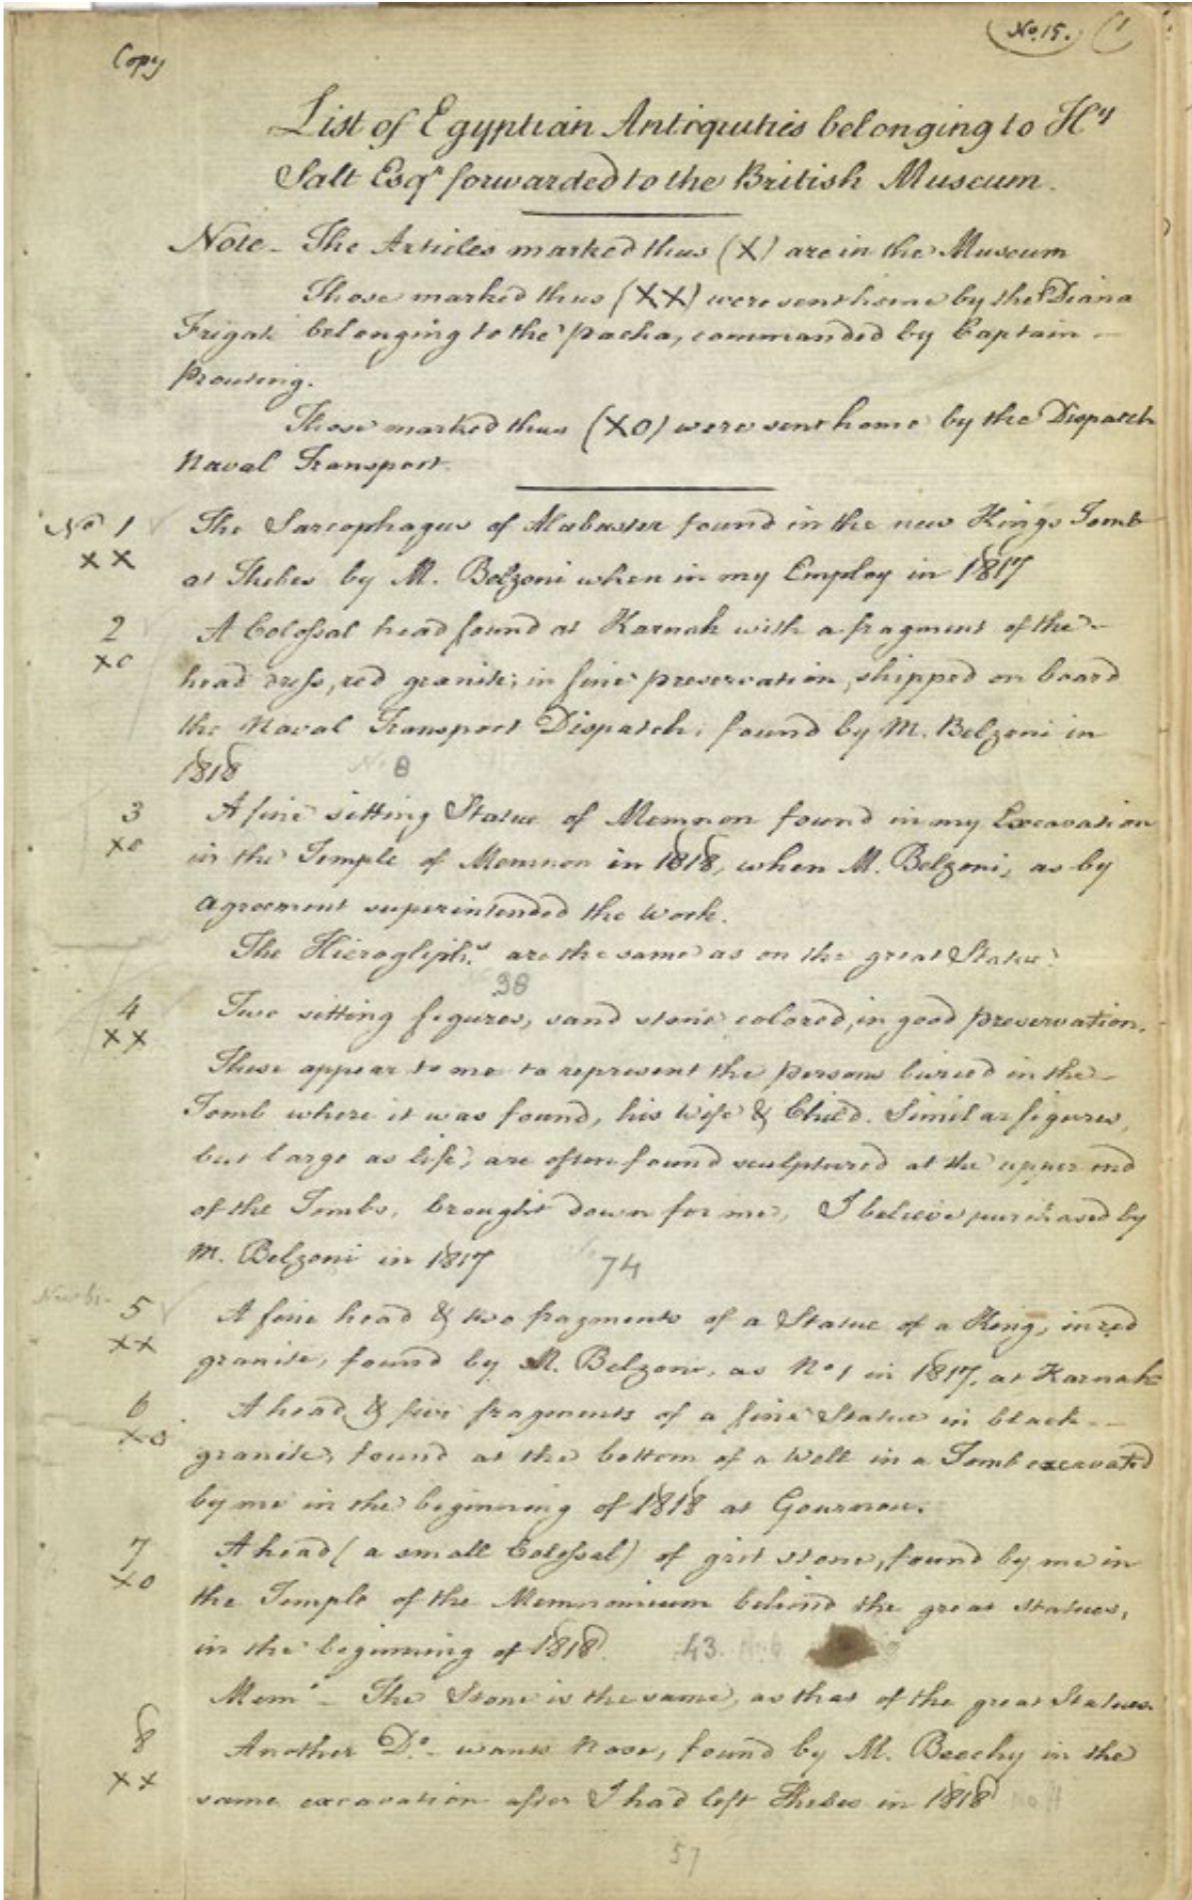 No. 15. 1
Copy
List of Egyptian Antiquities belonging to Hy
Salt Esqr forwarded to the British Museum.
Note - The Articles marked thus (X) are in the Museum
Those marked thus (XX) were sent home by the Diana
Frigate belonging to the Pacha, commanded by Captain -
Prowsing.
Those marked thus (XO) were sent home by the Dispatch
Naval Transport.
No 1 The Sarcophagus of Alabaster found in the new Kings Tomb
XX at Thebes by M. Belzoni when in my Employ in 1817
2 A Colossal head found at Karnak with a fragment of the -
XO head dress, red granite; in fine preservation, shipped on board
the Naval Transport Dispatch, found by M. Belzoni in
1818 No 8
3 A fine sitting Statue of Memnon found in my Excavation
XO in the Temple of Memnon in 1818, when M. Belzoni, as by
agreement superintended the work.
The Hierogliphs are the same as on the great Statue.
38
4 Two sitting figures, sand stone colored, in good preservation.
XX These appear to me to represent the persons buried in the -
Tomb where it was found, his Wife & Child. Similar figures,
but large as life, are often found sculptured at the upper end
of the Tombs, brought down for me, I believe purchased by
M. Belzoni in 1817 74
5 A fine head & two fragments of a Statue of a King, in red
XX granite, found by M. Belzoni, as No 1 in 1817, at Karnak
6 A head & five fragments of a fine Statue in black -
XO granite, found at the bottom of a Well in a Tomb excavated
by me in the beginning of 1818 at Gournou.
7 A head (a small Colossal) of grit stone, found by me in
XO the Temple of the Memnonium behind the great Statues,
in the beginning of 1818. 43. No 6
Mem° - The Stone is the same, as that of the great Statues.
8 Another D° - wants Nose, found by M. Beechy in the
XX same excavation after I had left Thebes in 1818 No 11
57